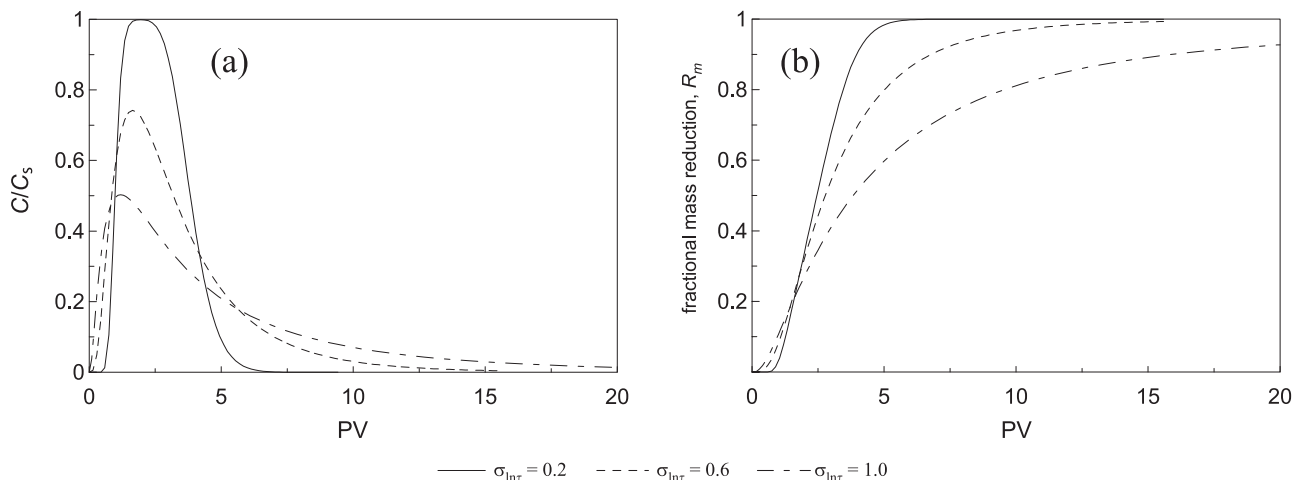 (a)
C/Cs
1
0.8
0.6
0.4
0.2
0
0 5 10 15 20
PV
(b)
fractional mass reduction, Rm
1
0.8
0.6
0.4
0.2
0
0 5 10 15 20
PV
σlnτ = 0.2 σlnτ = 0.6 σlnτ = 1.0